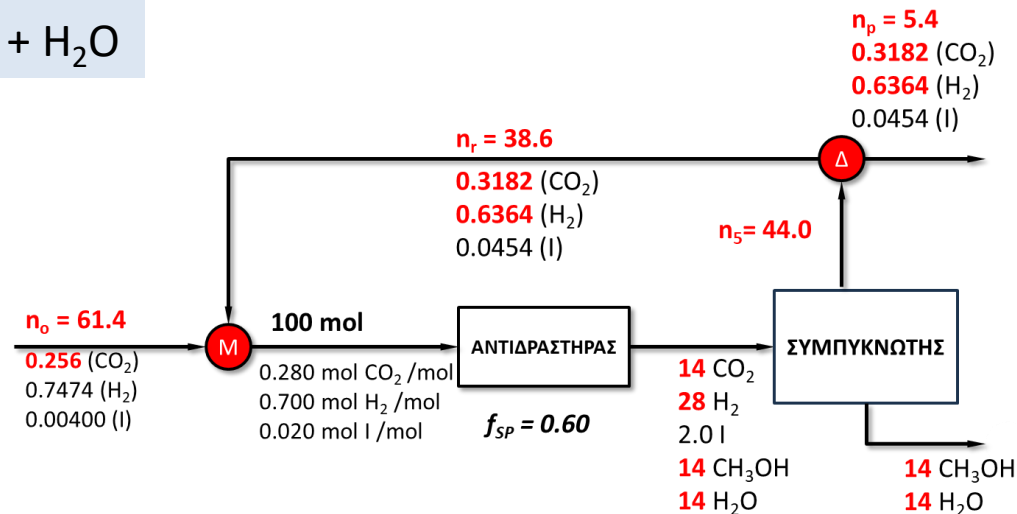 + H₂O
nₚ = 5.4
0.3182 (CO₂)
0.6364 (H₂)
0.0454 (I)
nᵣ = 38.6
Δ
0.3182 (CO₂)
0.6364 (H₂)
0.0454 (I)
n₅= 44.0
nₒ = 61.4
0.256 (CO₂)
0.7474 (H₂)
0.00400 (I)
M
100 mol
0.280 mol CO₂ /mol
0.700 mol H₂ /mol
0.020 mol I /mol
ΑΝΤΙΔΡΑΣΤΗΡΑΣ
f_SP = 0.60
ΣΥΜΠΥΚΝΩΤΗΣ
14 CO₂
28 H₂
2.0 I
14 CH₃OH
14 H₂O
14 CH₃OH
14 H₂O